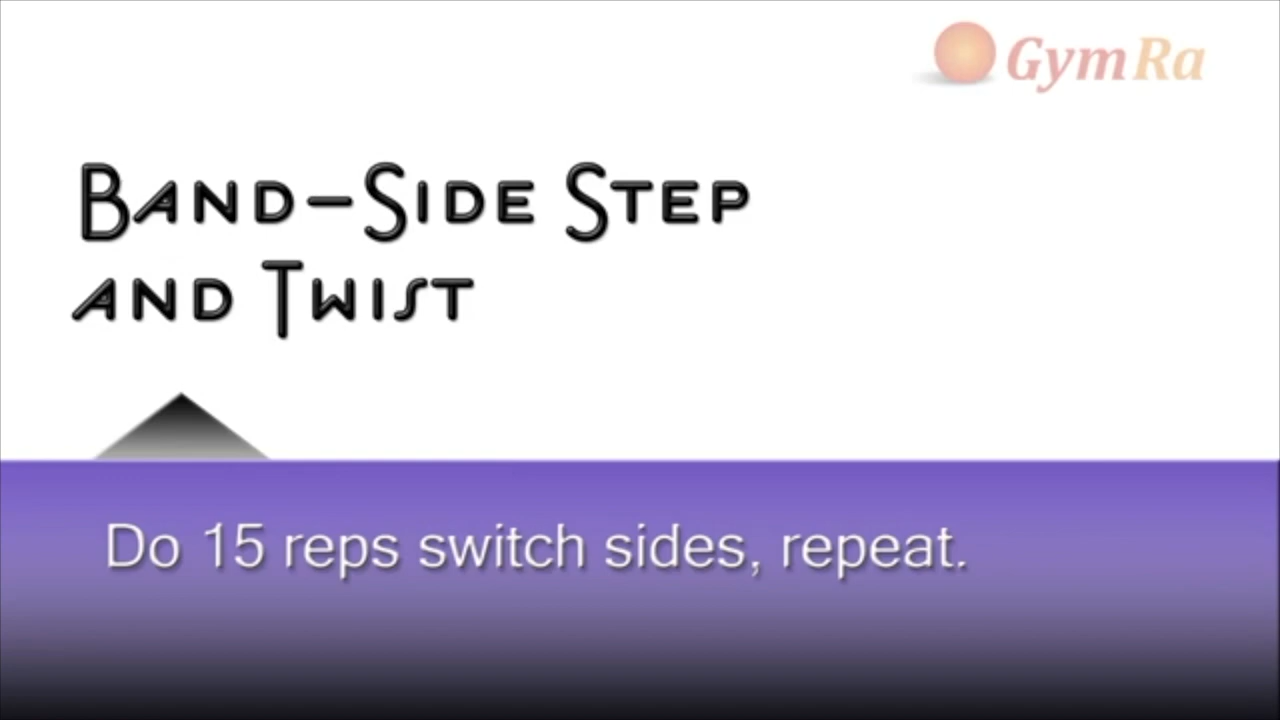 GymRa
Band-Side Step
and Twist
Do 15 reps switch sides, repeat.